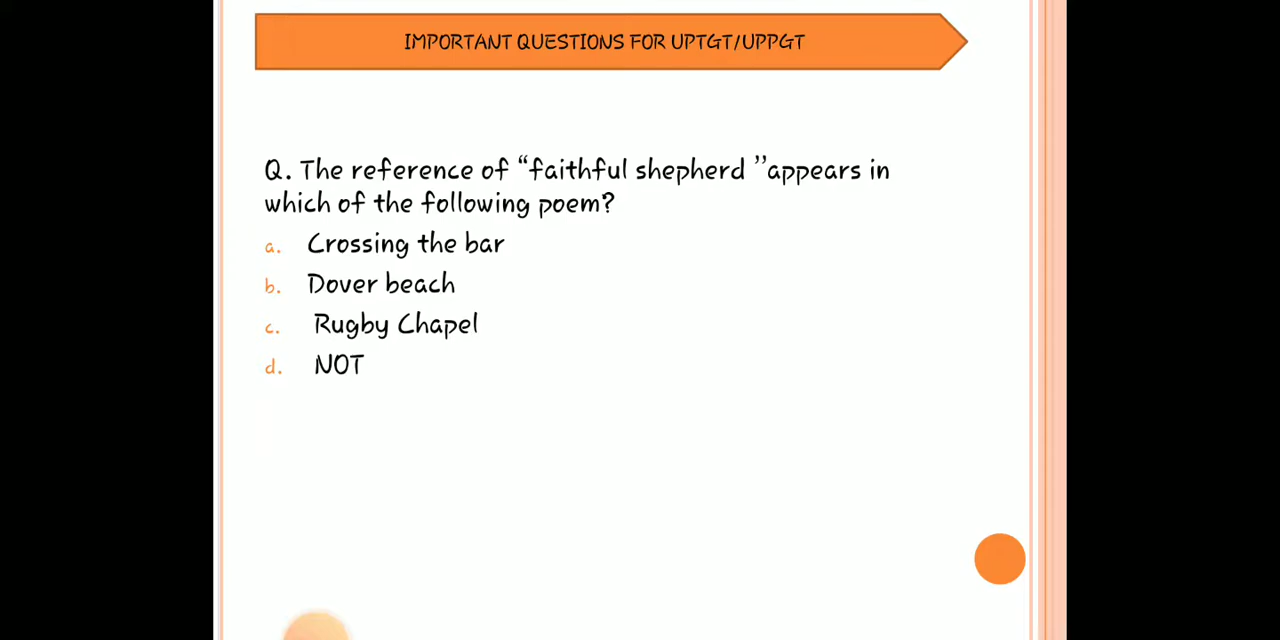 IMPORTANT QUESTIONS FOR UPTGT/UPPGT
Q. The reference of “faithful shepherd ”appears in
which of the following poem?
a. Crossing the bar
b. Dover beach
c. Rugby Chapel
d. NOT